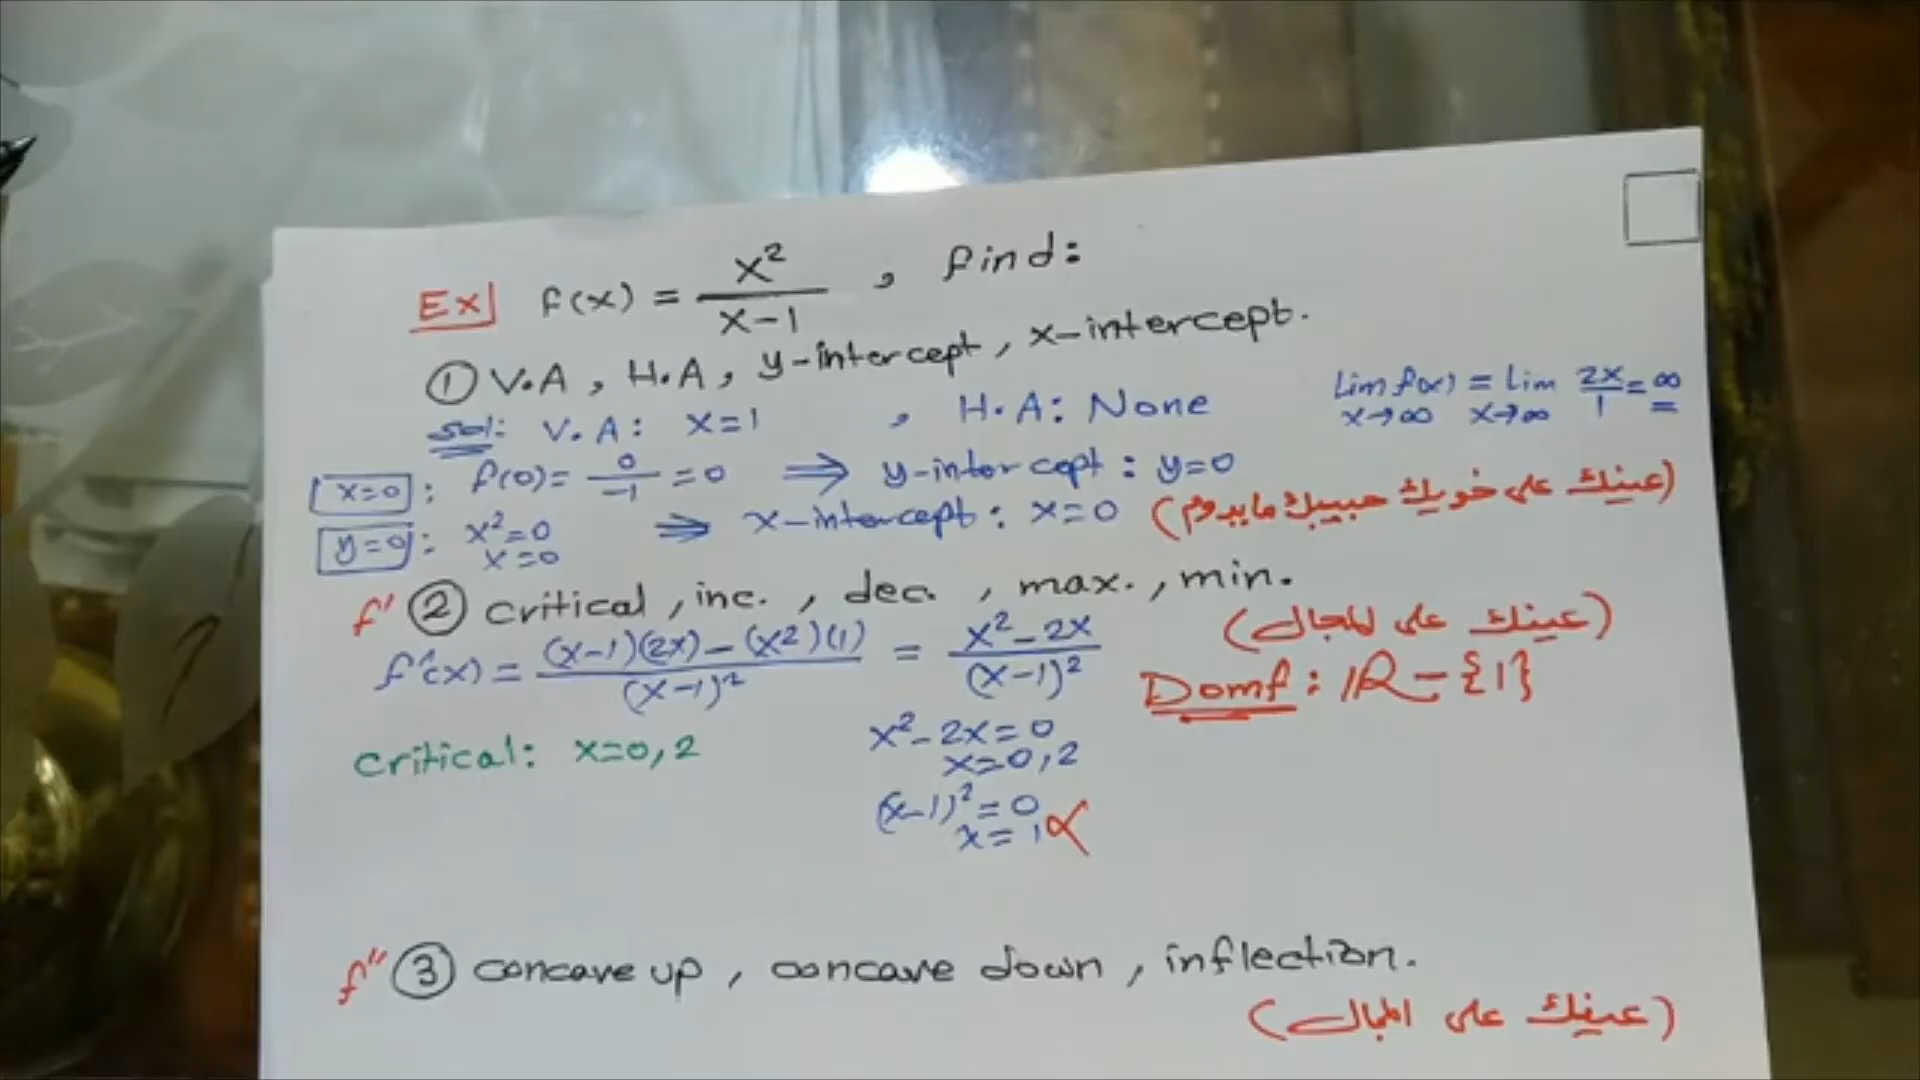 Ex] f(x) = x²/(x-1) , find:
① V.A , H.A , y-intercept , x-intercept.
Sol: V.A: x=1 , H.A: None
Lim f(x) = Lim 2x/1 = ∞
x→∞ x→∞
x=0 : f(0) = 0/-1 = 0 ⇒ y-intercept : y=0
y=0 : x²=0 ⇒ x-intercept : x=0 (عينك على خويك حبيبك مايدوم)
x=0
f' ② critical , inc. , dec. , max. , min.
(عينك على المجال)
f'(x) = ((x-1)(2x) - (x²)(1))/(x-1)² = (x²-2x)/(x-1)²
Domf : ℝ-{1}
x²-2x=0
critical: x=0,2
x=0,2
(x-1)²=0
x=1
f'' ③ concave up , concave down , inflection.
(عينك على المجال)